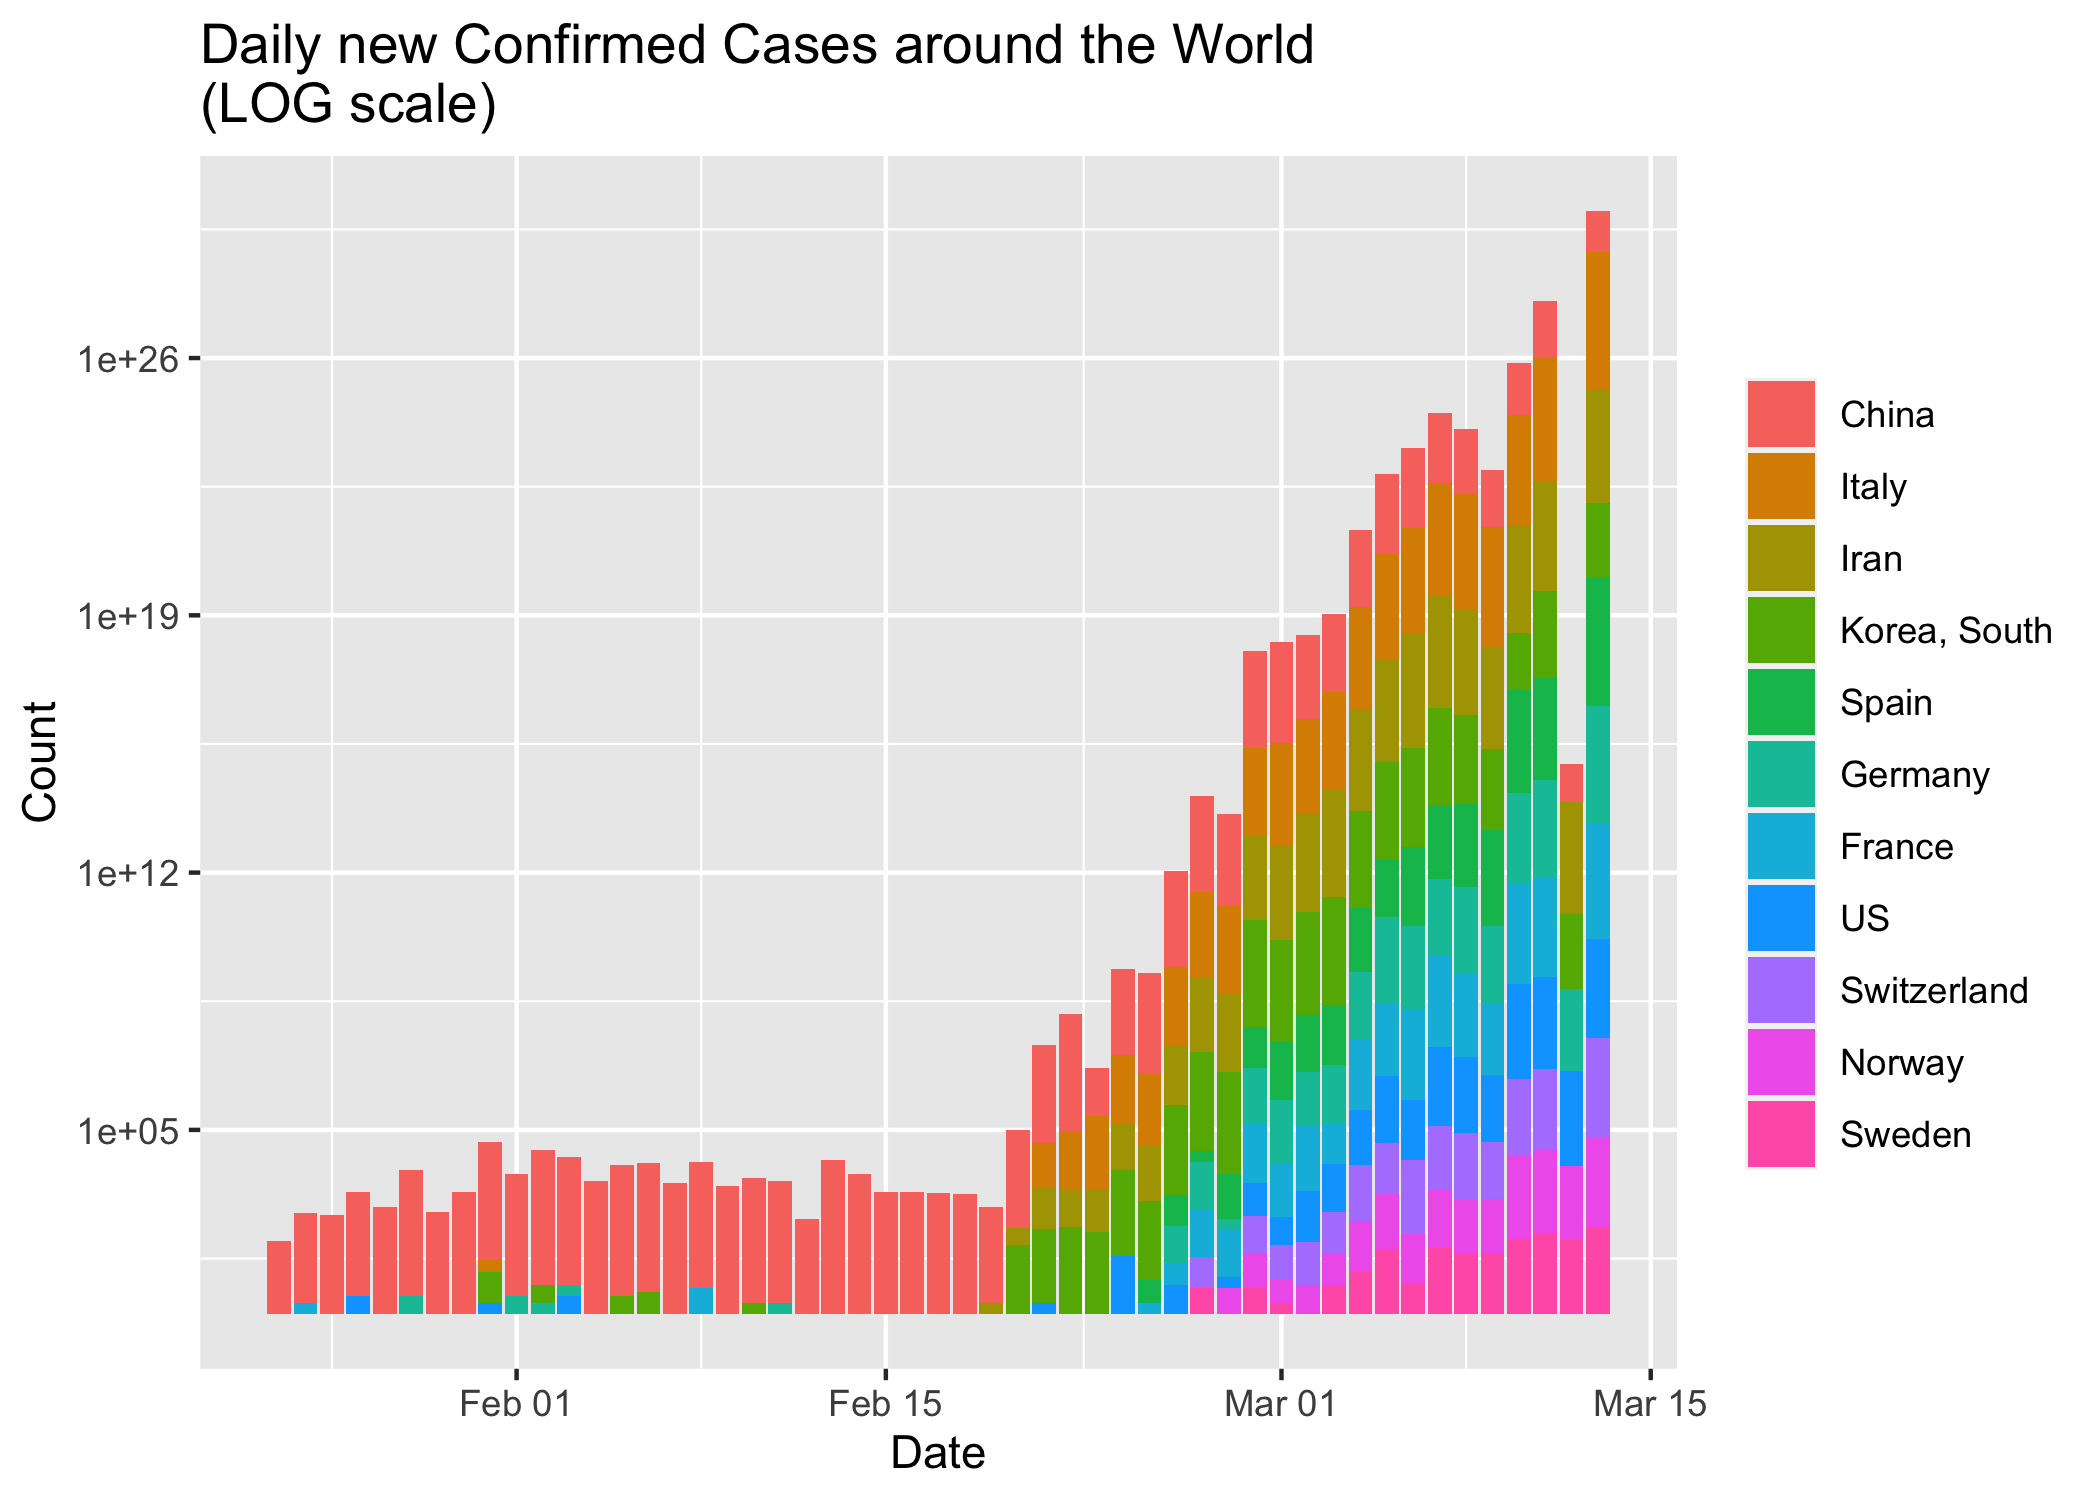 Daily new Confirmed Cases around the World
(LOG scale)
Count
1e+26
1e+19
1e+12
1e+05
Feb 01
Feb 15
Mar 01
Mar 15
Date
China
Italy
Iran
Korea, South
Spain
Germany
France
US
Switzerland
Norway
Sweden